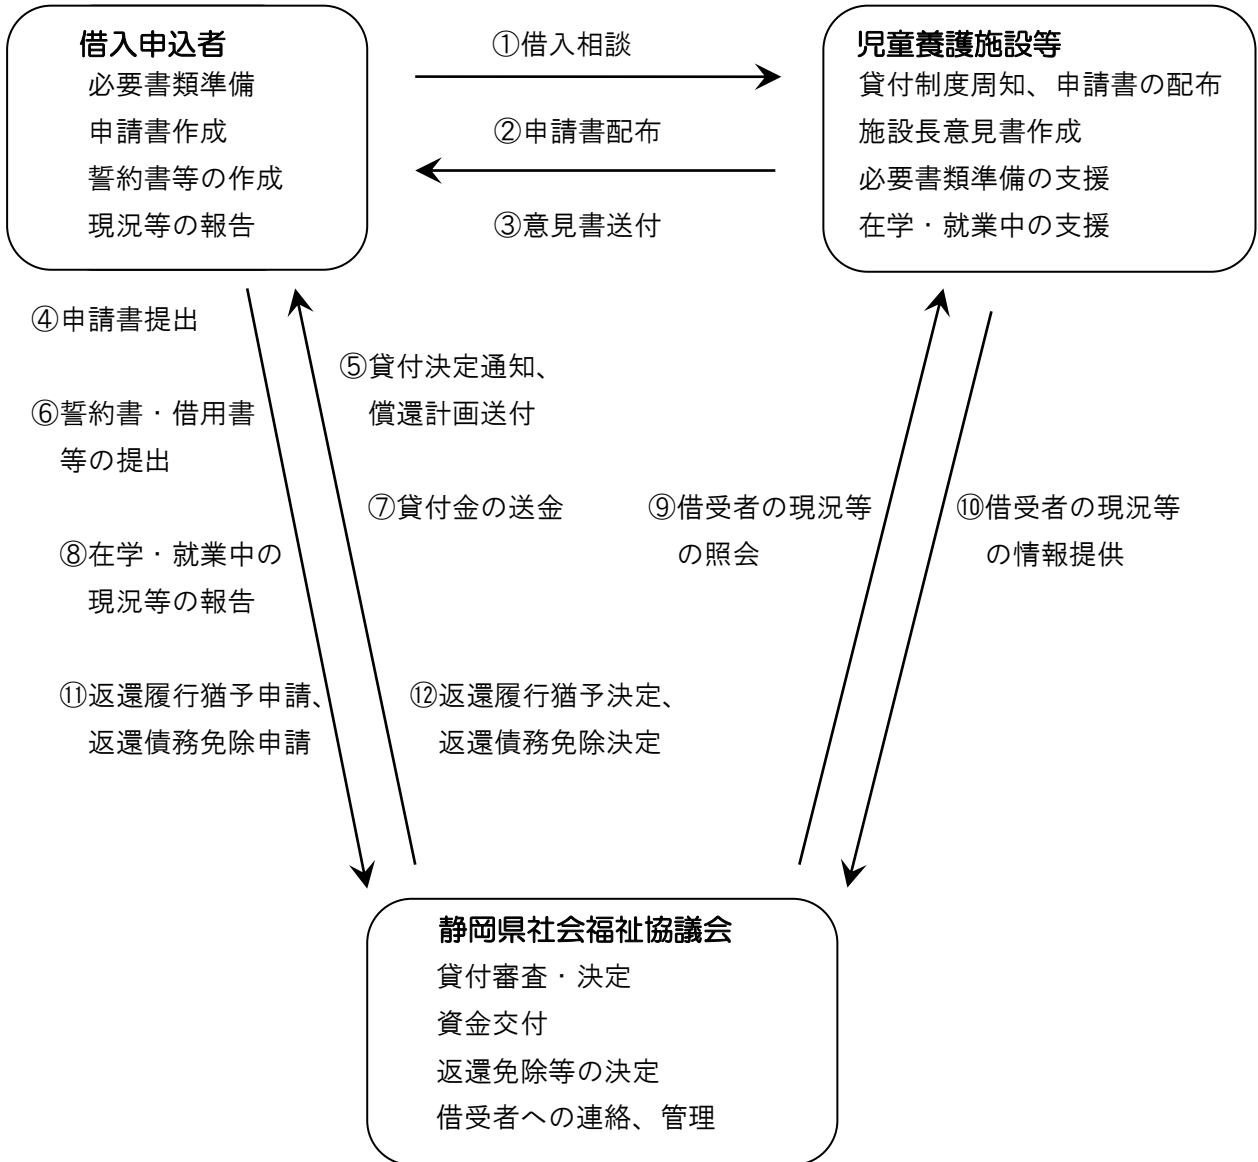 借入申込者
必要書類準備
申請書作成
誓約書等の作成
現況等の報告
①借入相談
②申請書配布
③意見書送付
児童養護施設等
貸付制度周知、申請書の配布
施設長意見書作成
必要書類準備の支援
在学・就業中の支援
④申請書提出
⑤貸付決定通知、
償還計画送付
⑥誓約書・借用書
等の提出
⑦貸付金の送金
⑧在学・就業中の
現況等の報告
⑨借受者の現況等
の照会
⑩借受者の現況等
の情報提供
⑪返還履行猶予申請、
返還債務免除申請
⑫返還履行猶予決定、
返還債務免除決定
静岡県社会福祉協議会
貸付審査・決定
資金交付
返還免除等の決定
借受者への連絡、管理